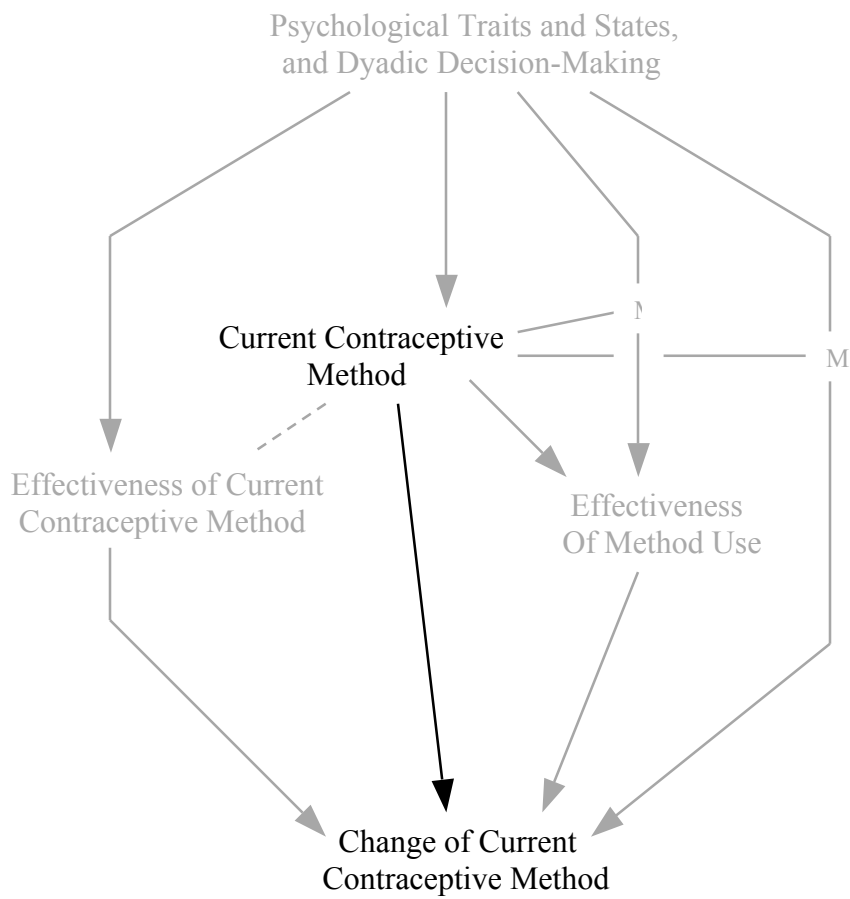 Psychological Traits and States,
and Dyadic Decision-Making
M
Current Contraceptive
Method
M
Effectiveness of Current
Contraceptive Method
Effectiveness
Of Method Use
Change of Current
Contraceptive Method